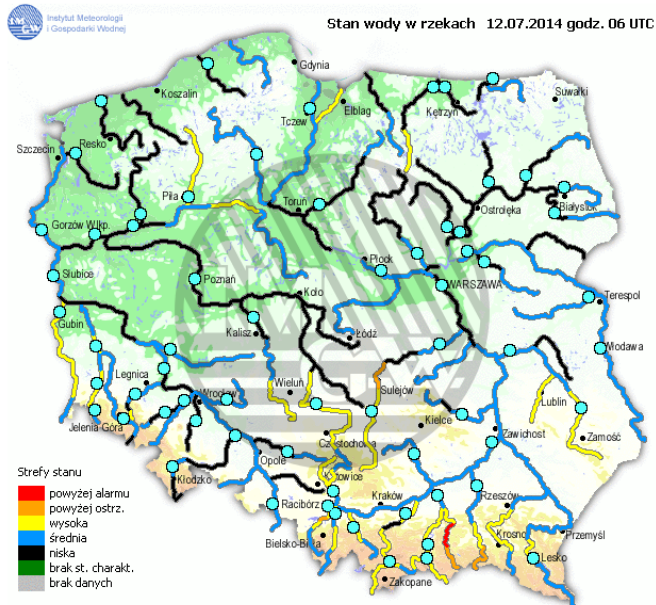 Instytut Meteorologii
i Gospodarki Wodnej
Stan wody w rzekach 12.07.2014 godz. 06 UTC
Gdynia
Koszalin
Suwałki
Tczew
Elbląg
Kętrzyn
Szczecin
Resko
Piła
Toruń
Ostrołęka
Białystok
Gorzów Wlkp.
Płock
Słubice
Poznań
Koło
WARSZAWA
Terespol
Gubin
Kalisz
Łódź
Włodawa
Legnica
Wrocław
Wieluń
Sulejów
Lublin
Jelenia Góra
Kielce
Zawichost
Zamość
Częstochowa
Opole
Kłodzko
Katowice
Kraków
Rzeszów
Racibórz
Przemyśl
Bielsko-Biała
Krosno
Lesko
Zakopane
Strefy stanu
powyżej alarmu
powyżej ostrz.
wysoka
średnia
niska
brak st. charakt.
brak danych